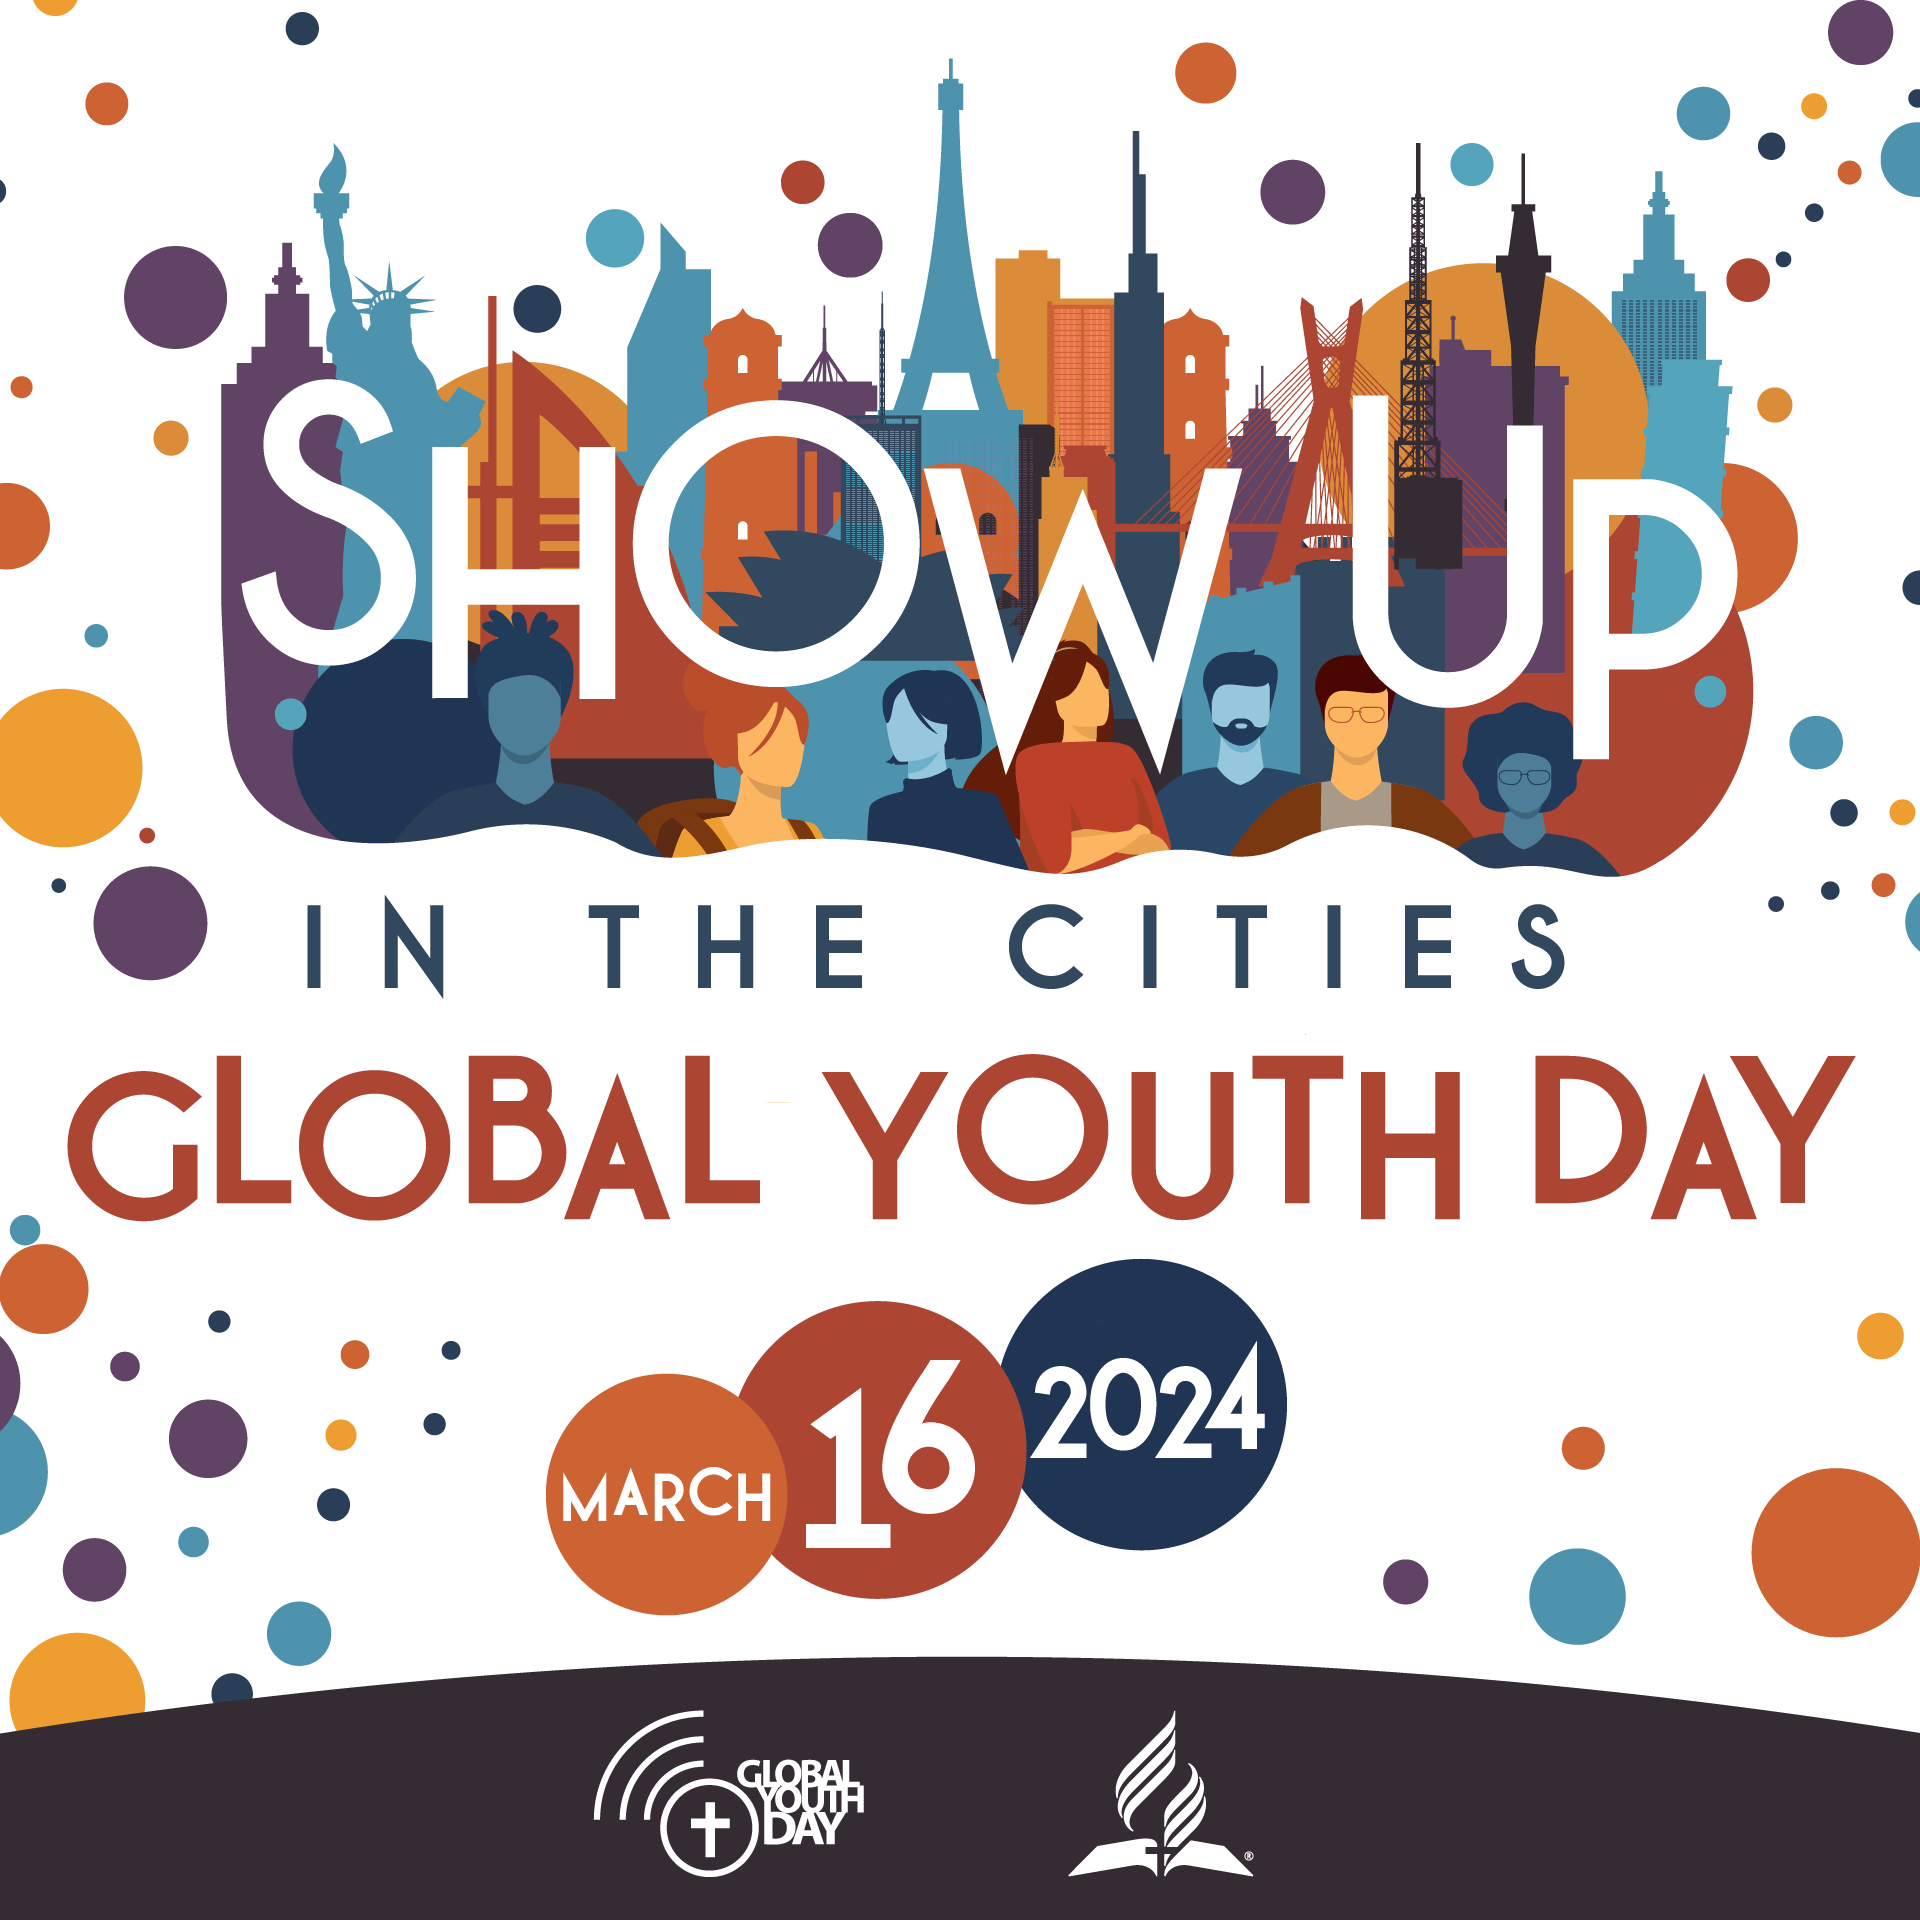 SHOW UP
IN THE CITIES
GLOBAL YOUTH DAY
MARCH
16
2024
GLOBAL
YOUTH
DAY
®